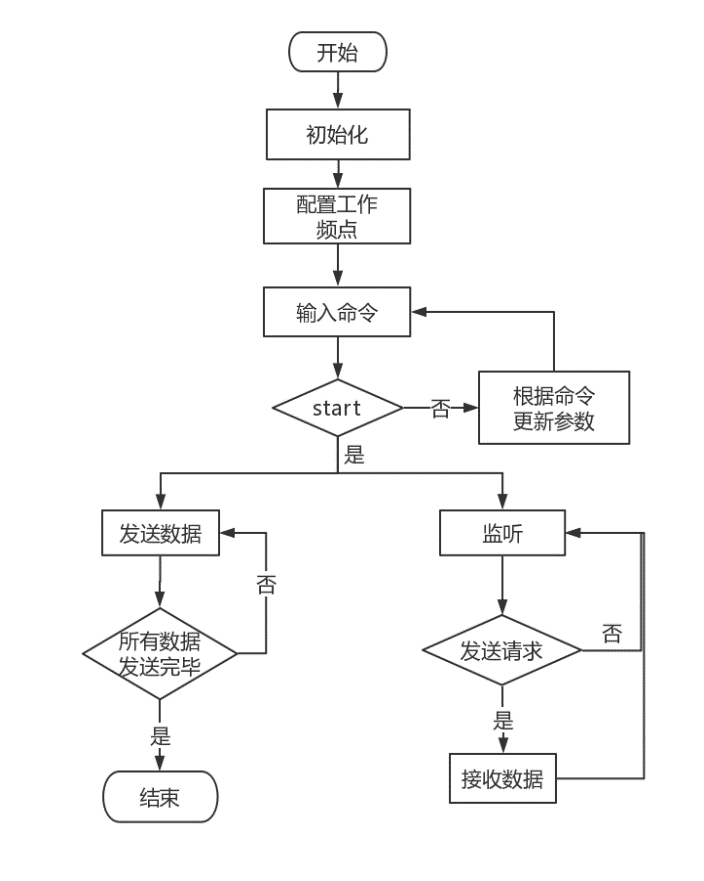 开始
初始化
配置工作
频点
输入命令
start
否
根据命令
更新参数
是
发送数据
监听
否
所有数据
发送完毕
发送请求
否
是
是
接收数据
结束